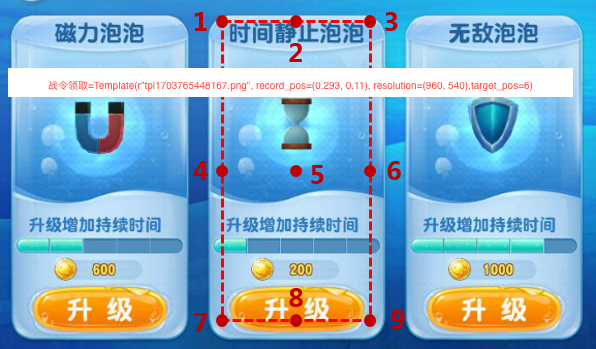 磁力泡泡
时间静止泡泡
无敌泡泡
1
2
3
战令領取=Template(r"tpl1703765448167.png", record_pos=(0.293, 0.11), resolution=(960, 540),target_pos=6)
4
5
6
升级增加持续时间
升级增加持续时间
升级增加持续时间
600
200
1000
升级
升级
升级
7
8
9